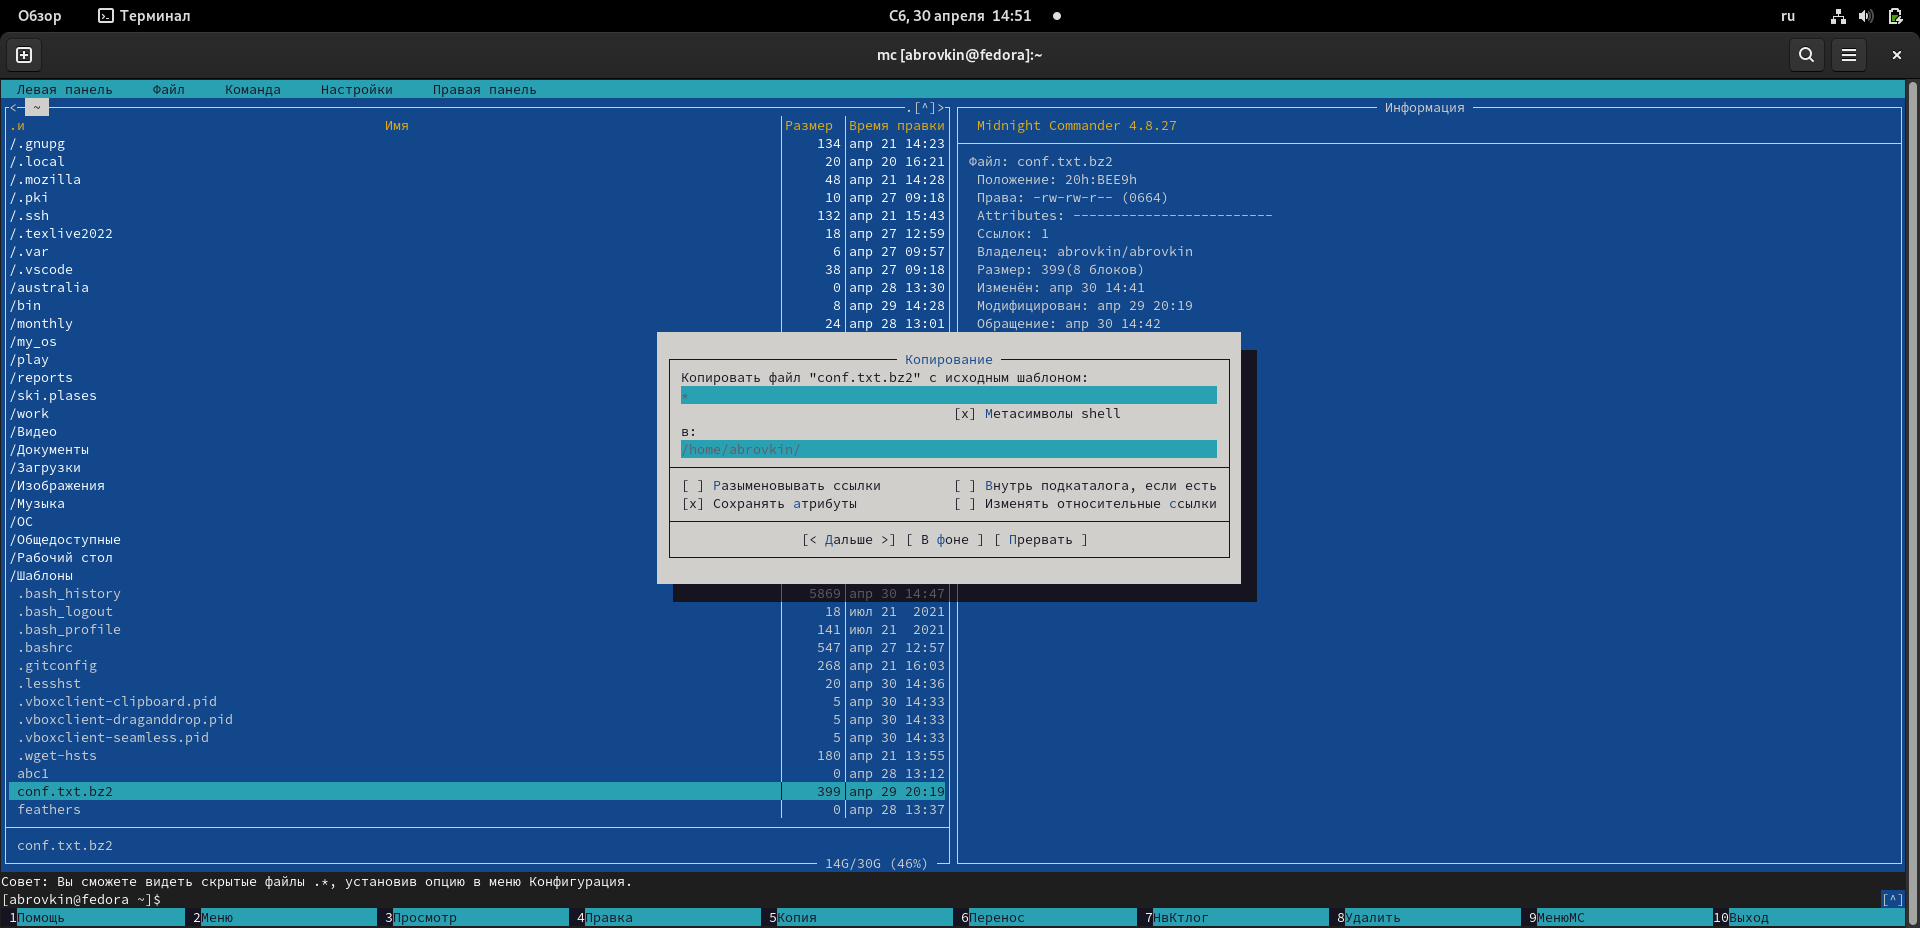 Обзор Терминал Сб, 30 апреля 14:51 ru
mc [abrovkin@fedora]:~
Левая панель Файл Команда Настройки Правая панель
<─ ~ .[^]>
.и Имя Размер Время правки
/.gnupg 134 апр 21 14:23
/.local 20 апр 20 16:21
/.mozilla 48 апр 21 14:28
/.pki 10 апр 27 09:18
/.ssh 132 апр 21 15:43
/.texlive2022 18 апр 27 12:59
/.var 6 апр 27 09:57
/.vscode 38 апр 27 09:18
/australia 0 апр 28 13:30
/bin 8 апр 29 14:28
/monthly 24 апр 28 13:01
/my_os
/play
/reports
/ski.plases
/work
/Видео
/Документы
/Загрузки
/Изображения
/Музыка
/ОС
/Общедоступные
/Рабочий стол
/Шаблоны
.bash_history 5869 апр 30 14:47
.bash_logout 18 июл 21 2021
.bash_profile 141 июл 21 2021
.bashrc 547 апр 27 12:57
.gitconfig 268 апр 21 16:03
.lesshst 20 апр 30 14:36
.vboxclient-clipboard.pid 5 апр 30 14:33
.vboxclient-draganddrop.pid 5 апр 30 14:33
.vboxclient-seamless.pid 5 апр 30 14:33
.wget-hsts 180 апр 21 13:55
abc1 0 апр 28 13:12
conf.txt.bz2 399 апр 29 20:19
feathers 0 апр 28 13:37
conf.txt.bz2
14G/30G (46%)
Информация
Midnight Commander 4.8.27
Файл: conf.txt.bz2
Положение: 20h:BEE9h
Права: -rw-rw-r-- (0664)
Attributes: -------------------------
Ссылок: 1
Владелец: abrovkin/abrovkin
Размер: 399(8 блоков)
Изменён: апр 30 14:41
Модифицирован: апр 29 20:19
Обращение: апр 30 14:42
Копирование
Копировать файл "conf.txt.bz2" с исходным шаблоном:
*
[x] Метасимволы shell
в:
/home/abrovkin/
[ ] Разыменовывать ссылки [ ] Внутрь подкаталога, если есть
[x] Сохранять атрибуты [ ] Изменять относительные ссылки
[< Дальше >] [ В фоне ] [ Прервать ]
Совет: Вы сможете видеть скрытые файлы .*, установив опцию в меню Конфигурация.
[abrovkin@fedora ~]$ [^]
1Помощь 2Меню 3Просмотр 4Правка 5Копия 6Перенос 7НвКтлог 8Удалить 9МенюMC 10Выход